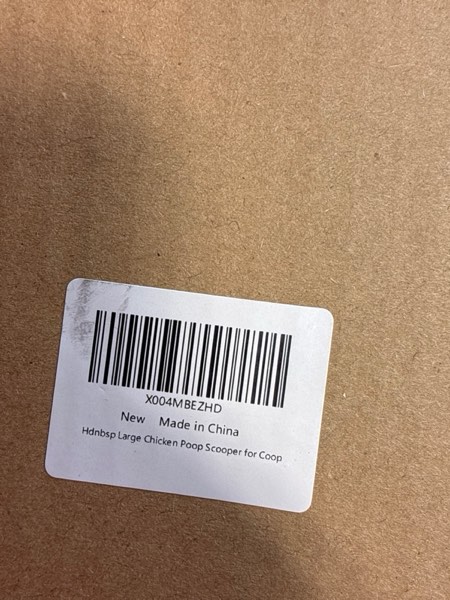 X004MBEZHD
New Made in China
Hdnbsp Large Chicken Poop Scooper for Coop